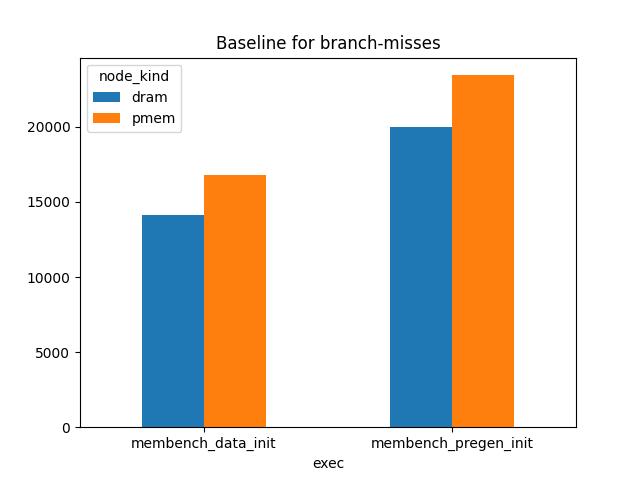 Baseline for branch-misses
node_kind
dram
pmem
20000
15000
10000
5000
0
membench_data_init membench_pregen_init
exec